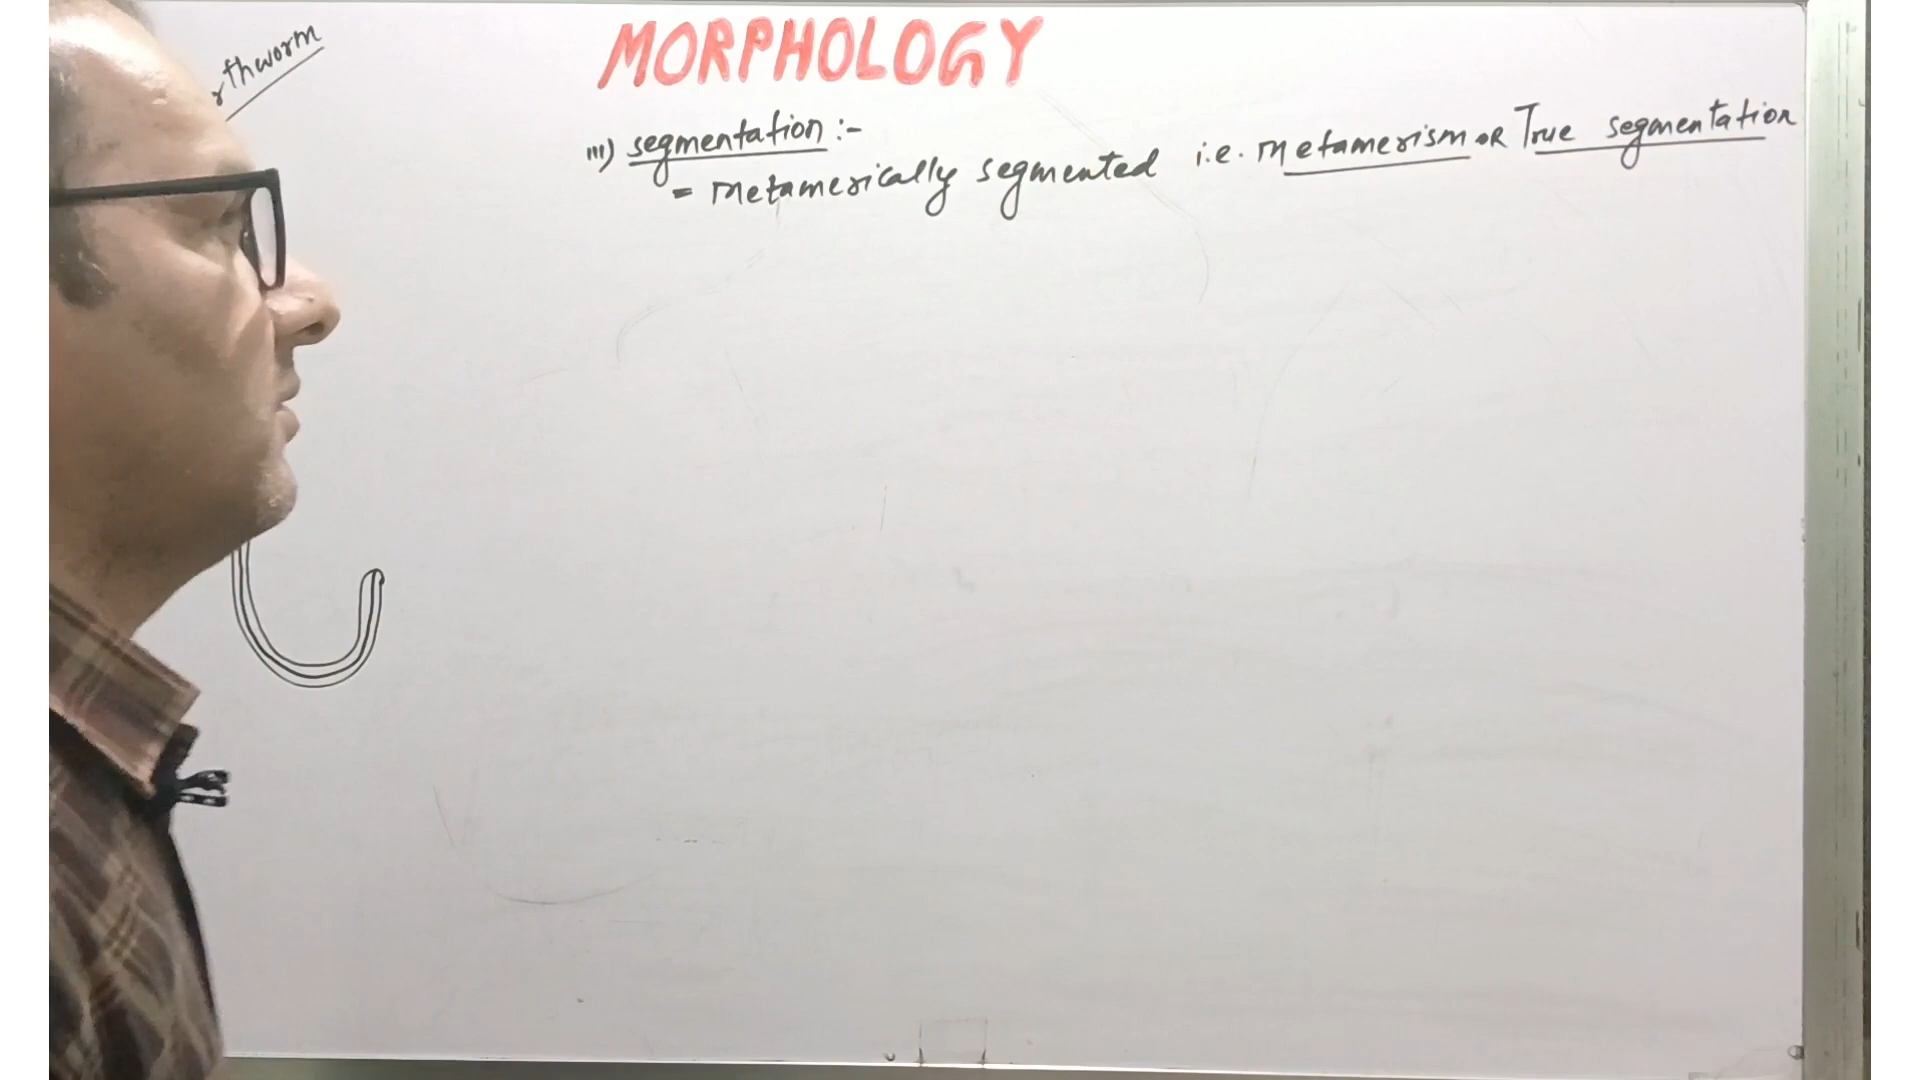 rthworm
MORPHOLOGY
iii) segmentation :-
= Metamerically segmented i.e. Metamerism OR True segmentation